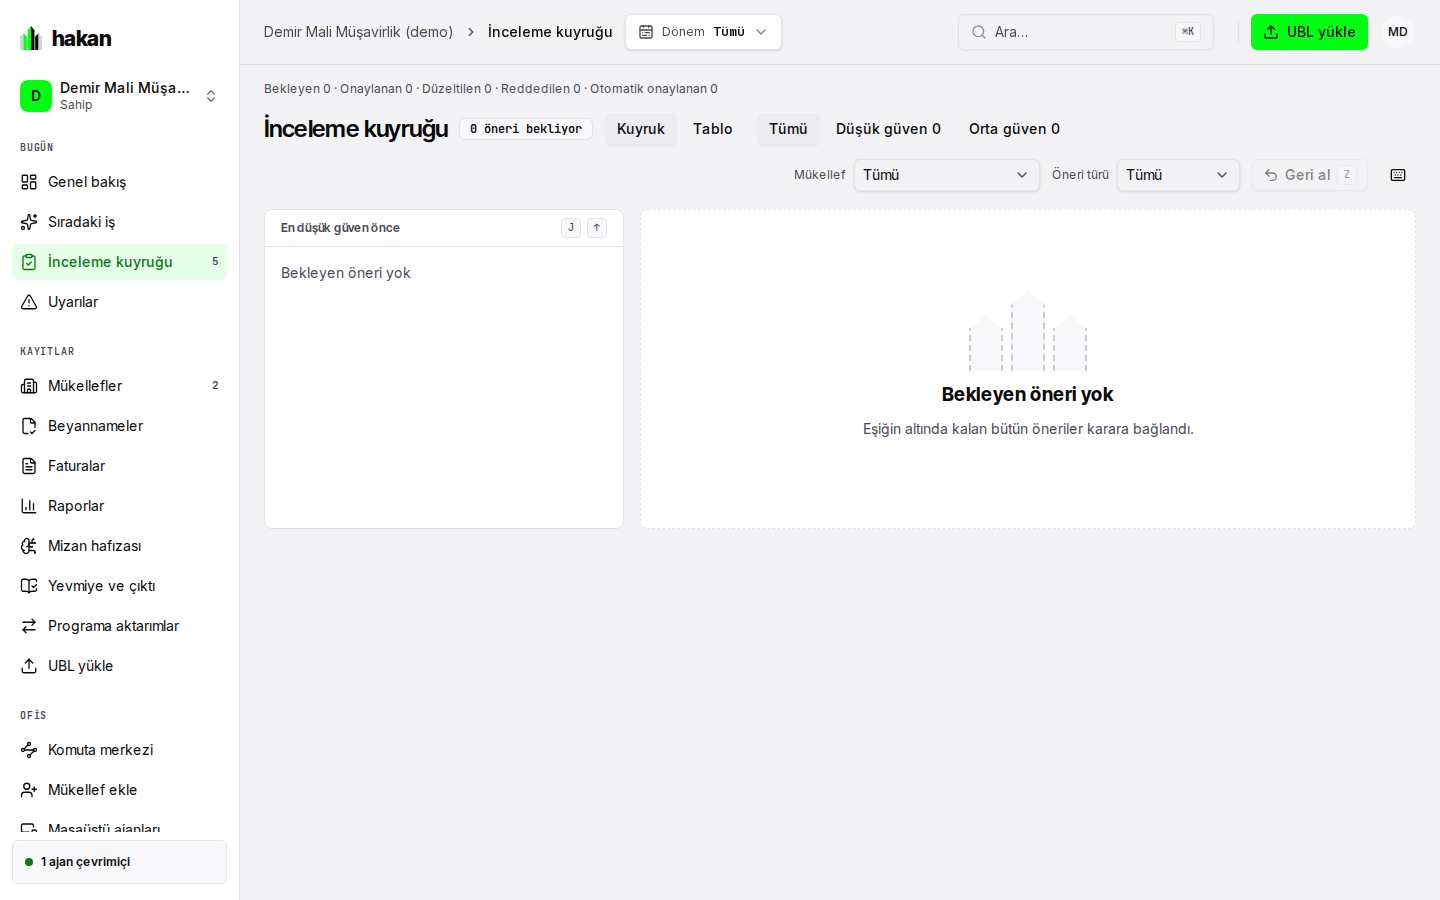 hakan
Demir Mali Müşa...
Sahip
BUGÜN
Genel bakış
Sıradaki iş
İnceleme kuyruğu 5
Uyarılar
KAYITLAR
Mükellefler 2
Beyannameler
Faturalar
Raporlar
Mizan hafızası
Yevmiye ve çıktı
Programa aktarımlar
UBL yükle
OFİS
Komuta merkezi
Mükellef ekle
Masaüstü ajanları
1 ajan çevrimiçi
Demir Mali Müşavirlik (demo) > İnceleme kuyruğu Dönem Tümü Ara... ⌘K UBL yükle MD
Bekleyen 0 · Onaylanan 0 · Düzeltilen 0 · Reddedilen 0 · Otomatik onaylanan 0
İnceleme kuyruğu 0 öneri bekliyor Kuyruk Tablo Tümü Düşük güven 0 Orta güven 0
Mükellef Tümü Öneri türü Tümü Geri al Z
En düşük güven önce J ↑
Bekleyen öneri yok
Bekleyen öneri yok
Eşiğin altında kalan bütün öneriler karara bağlandı.